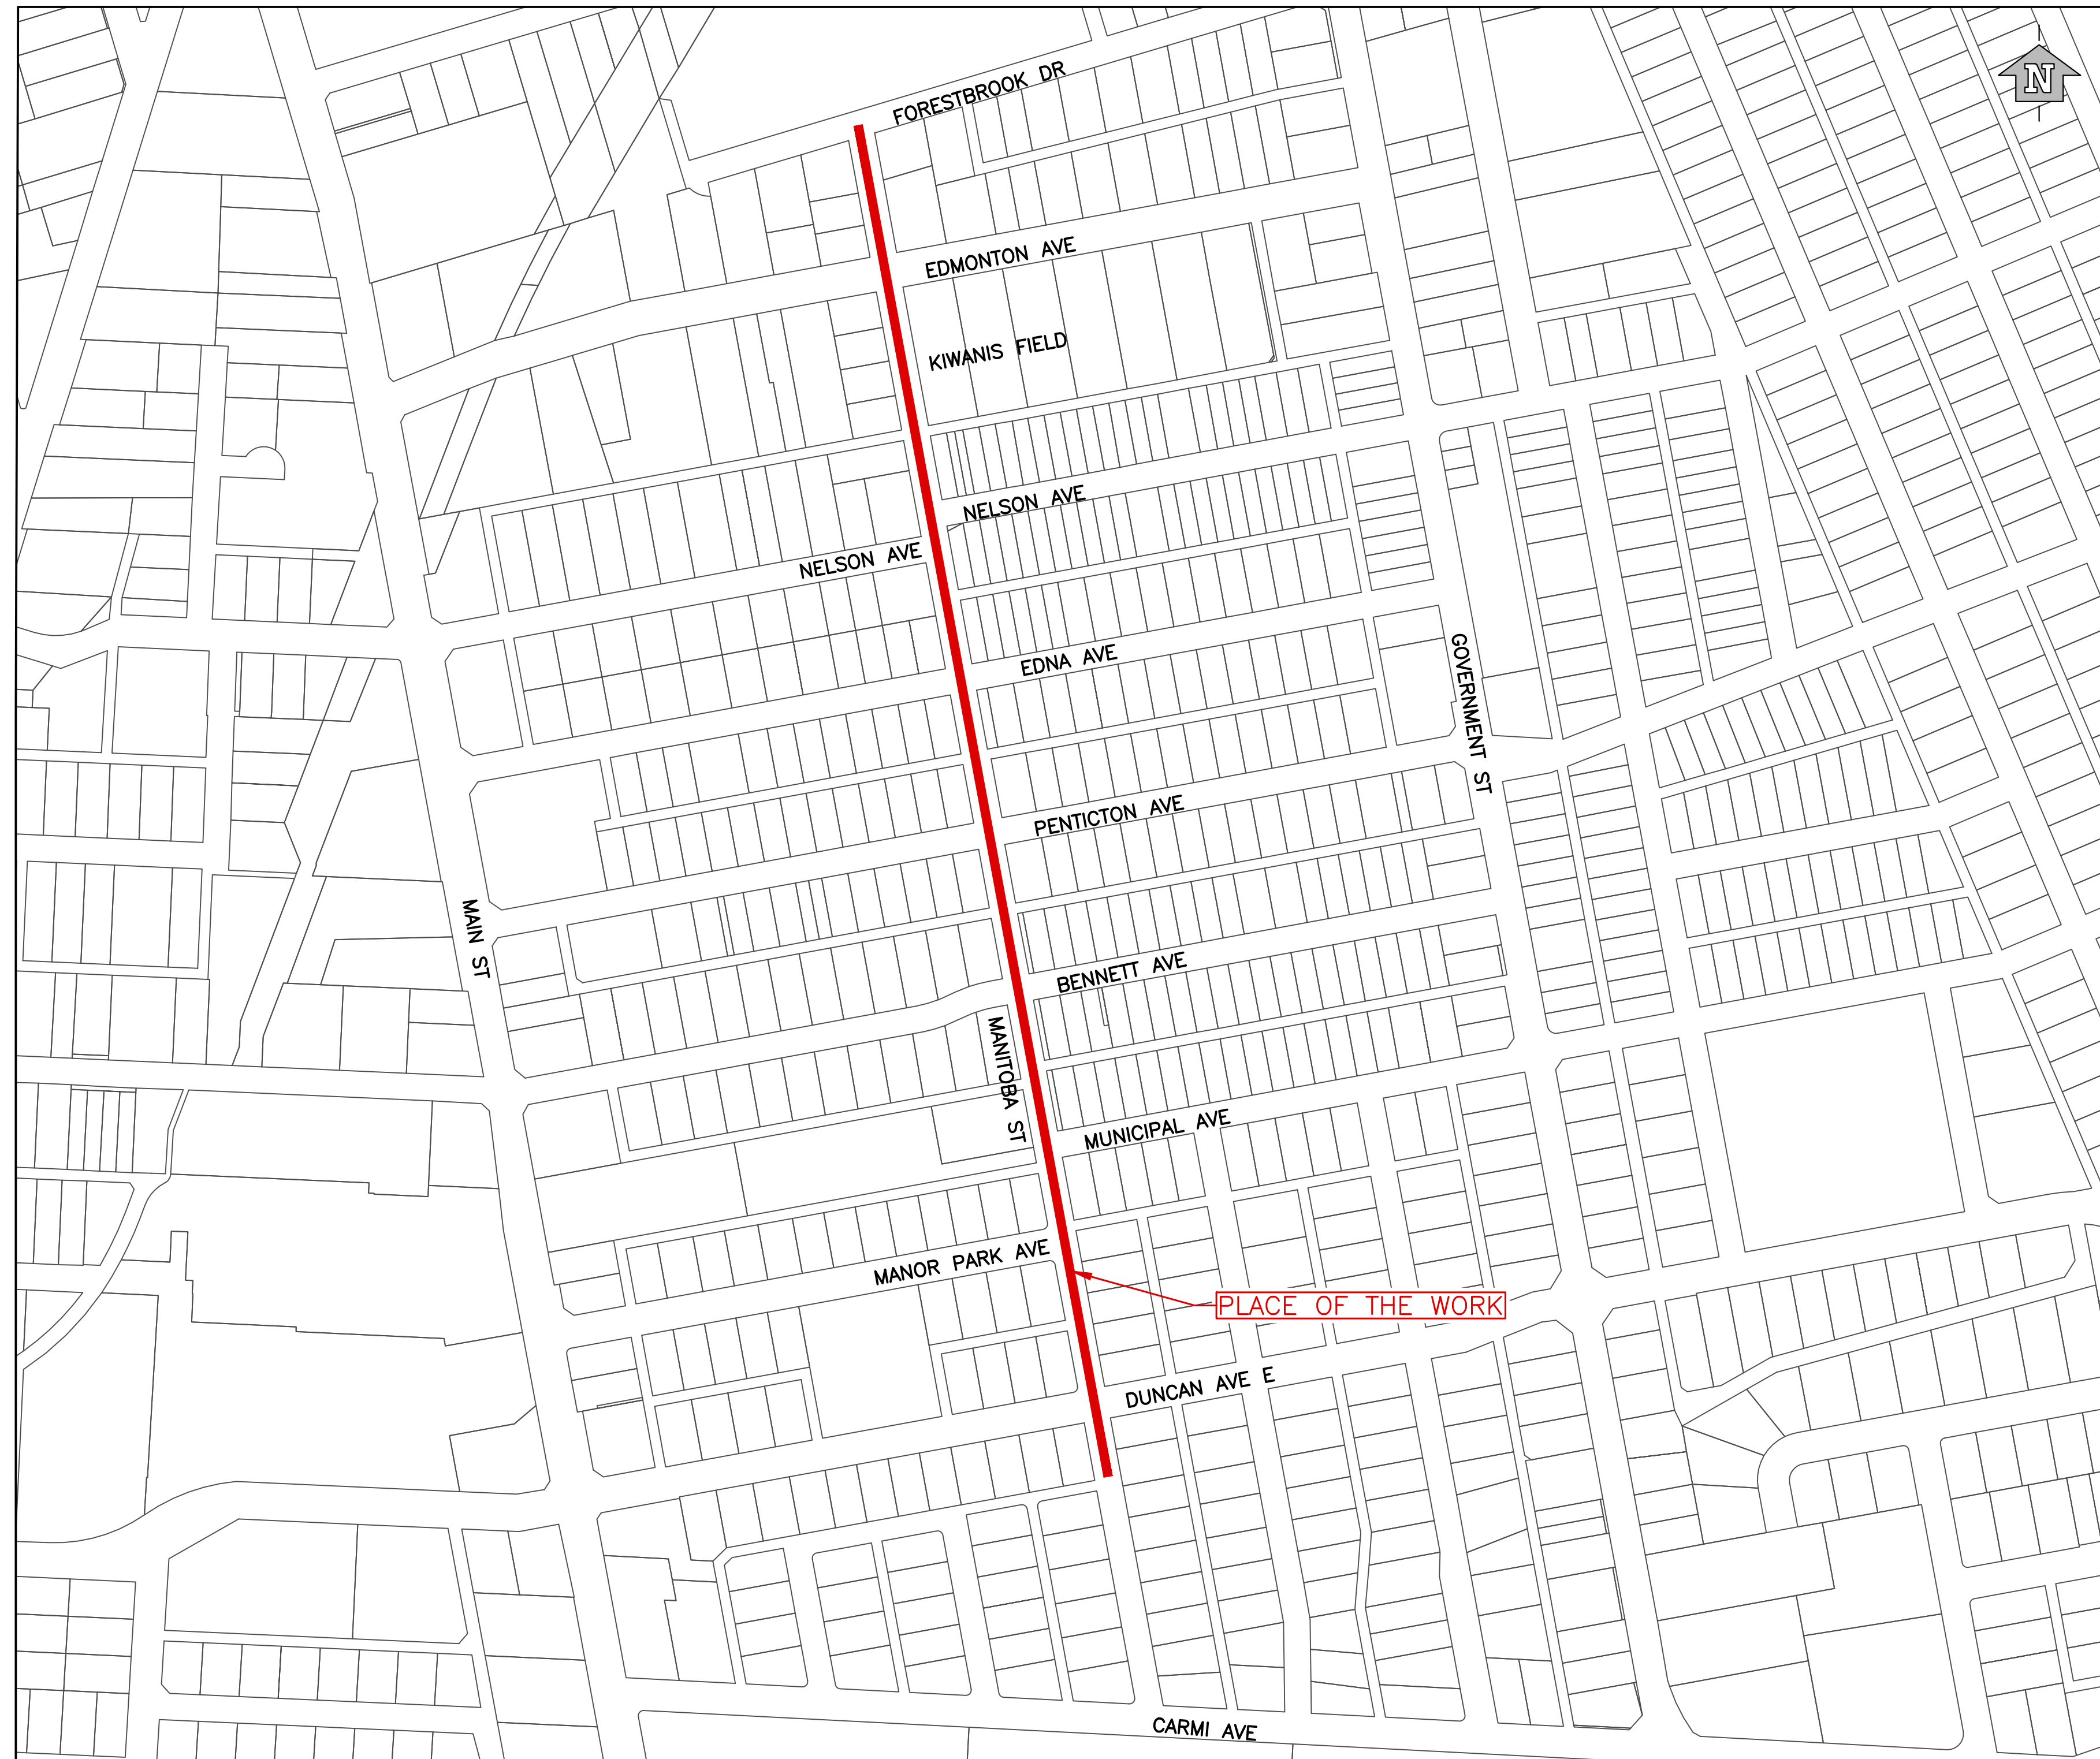 N
FORESTBROOK DR
EDMONTON AVE
KIWANIS FIELD
NELSON AVE
NELSON AVE
EDNA AVE
GOVERNMENT ST
PENTICTON AVE
MAIN ST
BENNETT AVE
MANITOBA ST
MUNICIPAL AVE
MANOR PARK AVE
PLACE OF THE WORK
DUNCAN AVE E
CARMI AVE